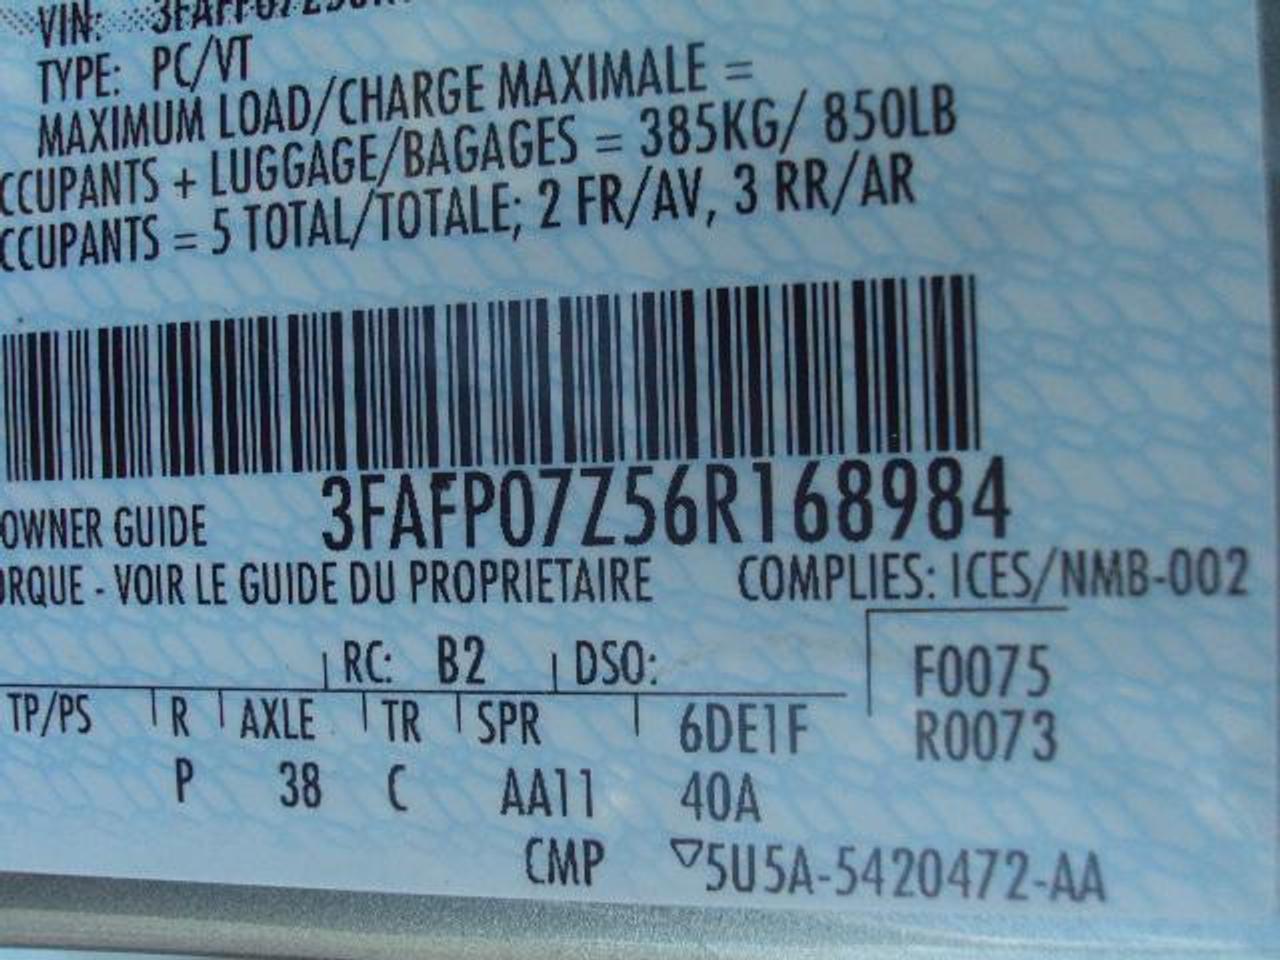 VIN: 3FAFP07Z56R
TYPE: PC/VT
MAXIMUM LOAD/CHARGE MAXIMALE =
CCUPANTS + LUGGAGE/BAGAGES = 385KG/ 850LB
CCUPANTS = 5 TOTAL/TOTALE; 2 FR/AV, 3 RR/AR
3FAFP07Z56R168984
OWNER GUIDE
ORQUE - VOIR LE GUIDE DU PROPRIETAIRE COMPLIES: ICES/NMB-002
RC: B2 DSO: F0075
TP/PS R AXLE TR SPR 6DE1F R0073
P 38 C AA11 40A
CMP ▽5U5A-5420472-AA